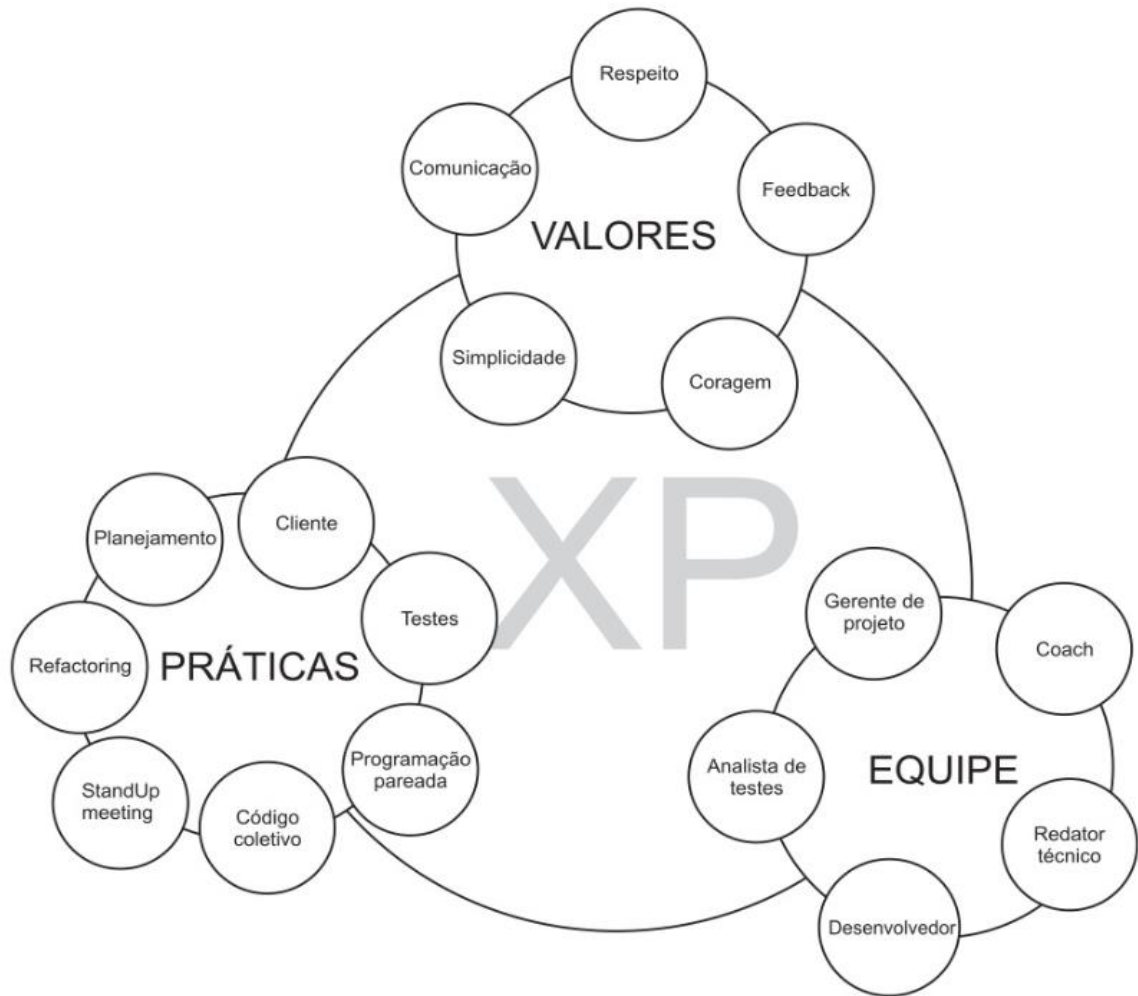 Respeito
Comunicação
Feedback
VALORES
Simplicidade
Coragem
XP
Cliente
Planejamento
Testes
Refactoring
PRÁTICAS
StandUp
meeting
Código
coletivo
Programação
pareada
Gerente de
projeto
Coach
Analista de
testes
EQUIPE
Redator
técnico
Desenvolvedor